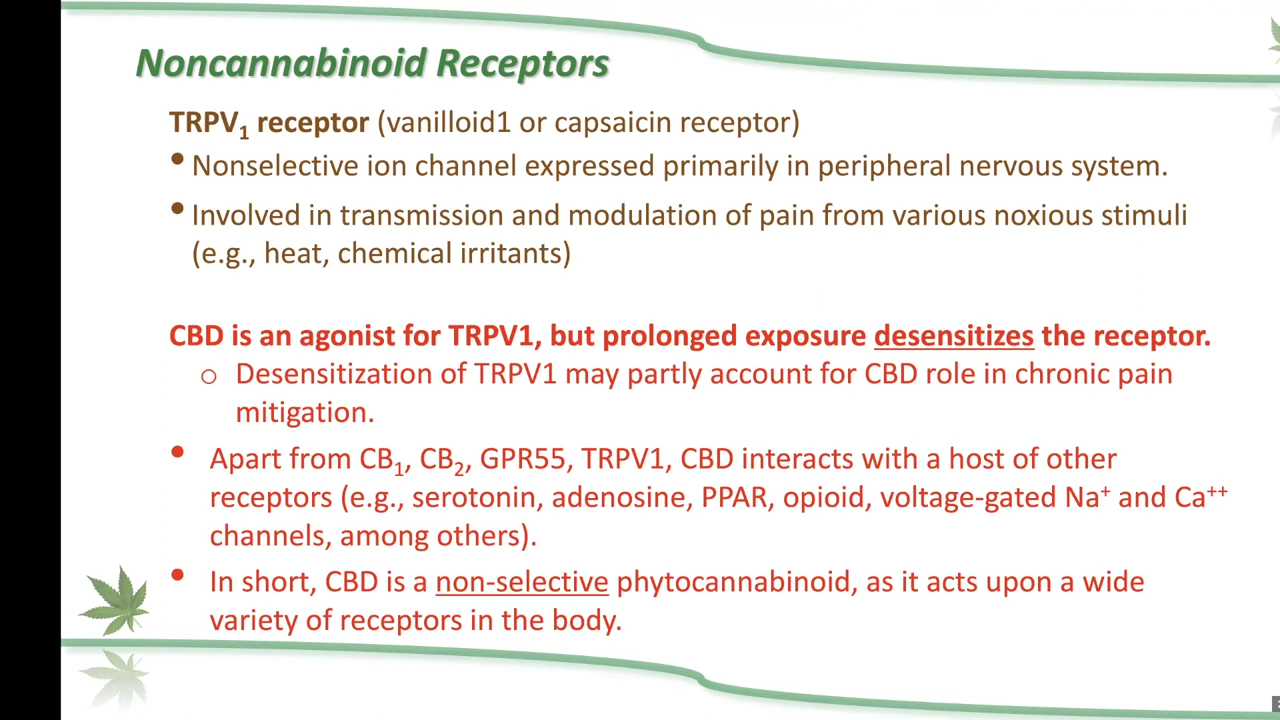 Noncannabinoid Receptors
TRPV₁ receptor (vanilloid1 or capsaicin receptor)
• Nonselective ion channel expressed primarily in peripheral nervous system.
• Involved in transmission and modulation of pain from various noxious stimuli
(e.g., heat, chemical irritants)
CBD is an agonist for TRPV1, but prolonged exposure desensitizes the receptor.
o Desensitization of TRPV1 may partly account for CBD role in chronic pain
mitigation.
• Apart from CB₁, CB₂, GPR55, TRPV1, CBD interacts with a host of other
receptors (e.g., serotonin, adenosine, PPAR, opioid, voltage-gated Na⁺ and Ca⁺⁺
channels, among others).
• In short, CBD is a non-selective phytocannabinoid, as it acts upon a wide
variety of receptors in the body.